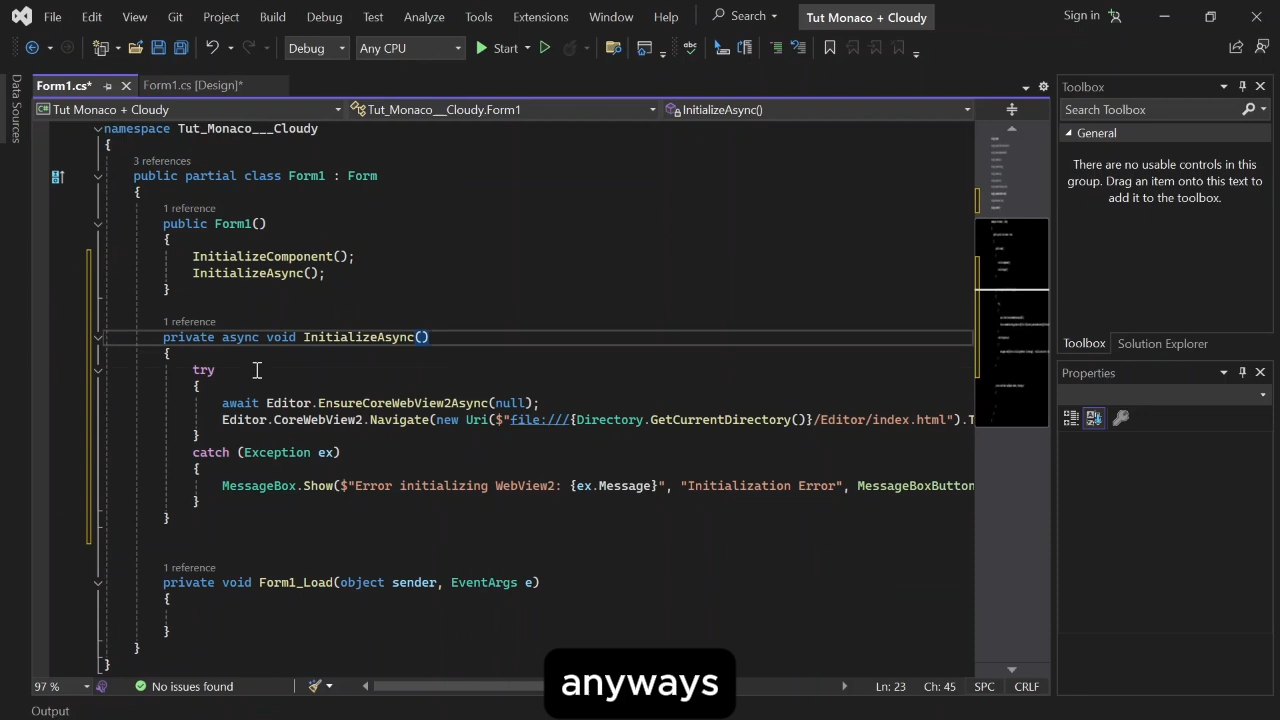 File Edit View Git Project Build Debug Test Analyze Tools Extensions Window Help Search Tut Monaco + Cloudy Sign in
Debug Any CPU Start
Data Sources
Form1.cs* Form1.cs [Design]*
Tut Monaco + Cloudy Tut_Monaco__Cloudy.Form1 InitializeAsync()
namespace Tut_Monaco___Cloudy
{
3 references
public partial class Form1 : Form
{
1 reference
public Form1()
{
InitializeComponent();
InitializeAsync();
}
1 reference
private async void InitializeAsync()
{
try
{
await Editor.EnsureCoreWebView2Async(null);
Editor.CoreWebView2.Navigate(new Uri($"file:///{Directory.GetCurrentDirectory()}/Editor/index.html").T
}
catch (Exception ex)
{
MessageBox.Show($"Error initializing WebView2: {ex.Message}", "Initialization Error", MessageBoxButton
}
}
1 reference
private void Form1_Load(object sender, EventArgs e)
{
}
}
}
97 % No issues found Ln: 23 Ch: 45 SPC CRLF
Output
Toolbox
Search Toolbox
General
There are no usable controls in this
group. Drag an item onto this text to
add it to the toolbox.
Toolbox Solution Explorer
Properties
anyways